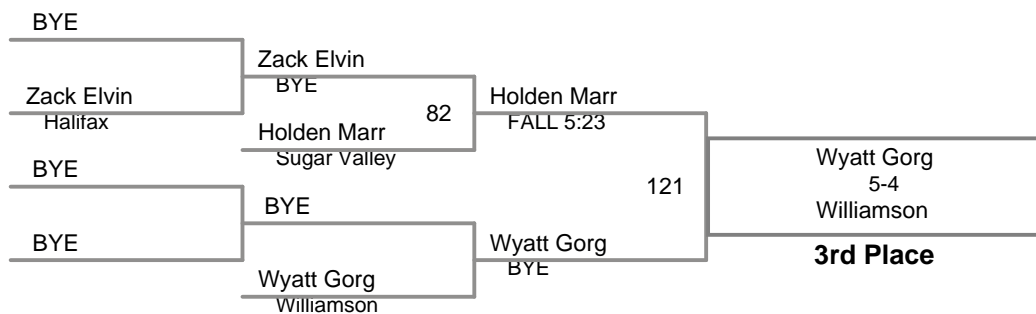 BYE
Zack Elvin
BYE
Zack Elvin
Halifax
82
Holden Marr
FALL 5:23
Holden Marr
Sugar Valley
BYE
121
Wyatt Gorg
5-4
Williamson
BYE
BYE
Wyatt Gorg
BYE
3rd Place
Wyatt Gorg
Williamson